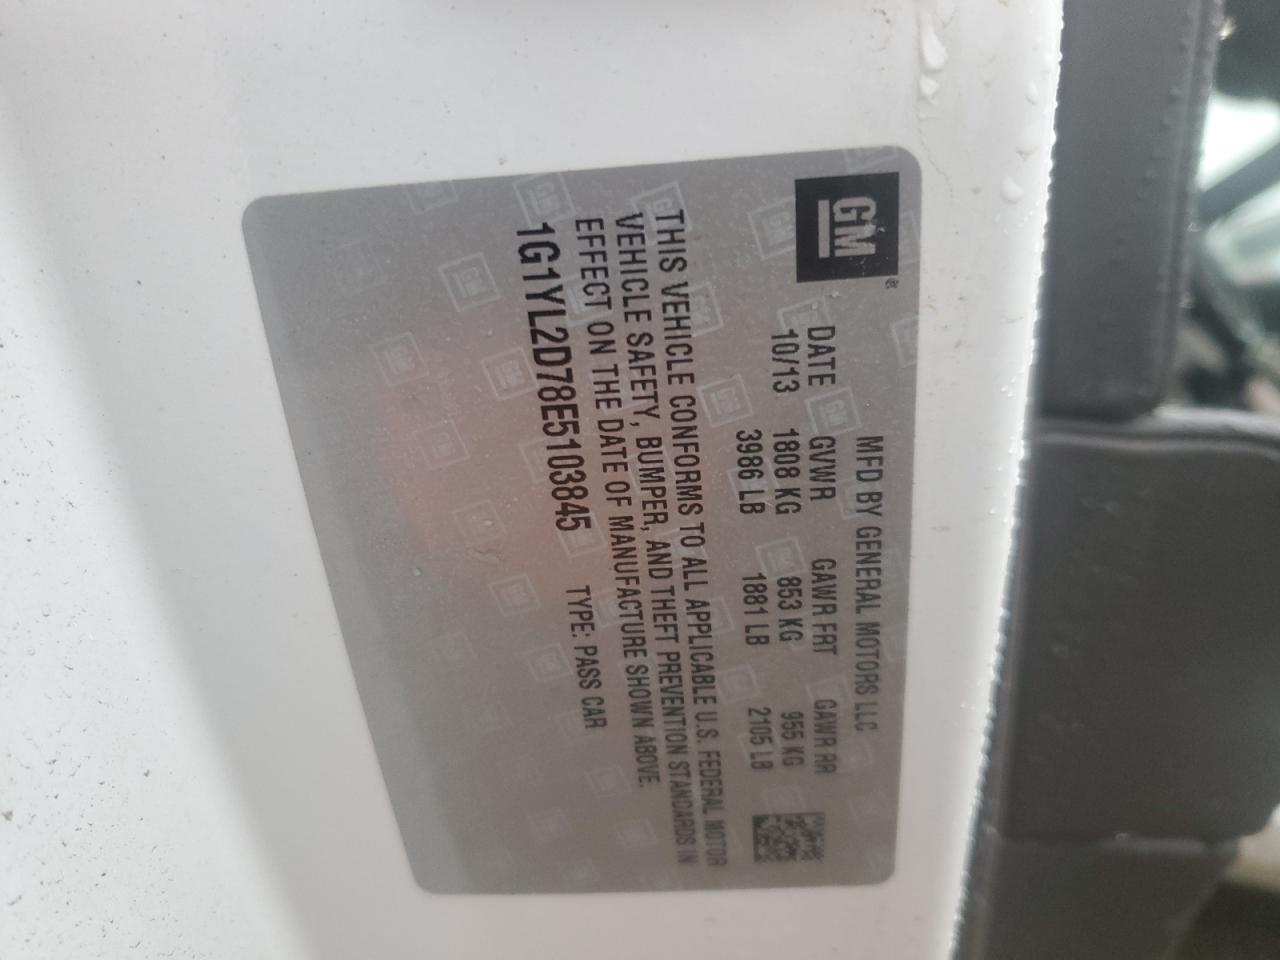 GM®
MFD BY GENERAL MOTORS LLC
DATE GVWR GAWR FRT GAWR RR
10/13 1808 KG 853 KG 955 KG
3986 LB 1881 LB 2105 LB
THIS VEHICLE CONFORMS TO ALL APPLICABLE U.S. FEDERAL MOTOR
VEHICLE SAFETY, BUMPER, AND THEFT PREVENTION STANDARDS IN
EFFECT ON THE DATE OF MANUFACTURE SHOWN ABOVE.
1G1YL2D78E5103845 TYPE: PASS CAR